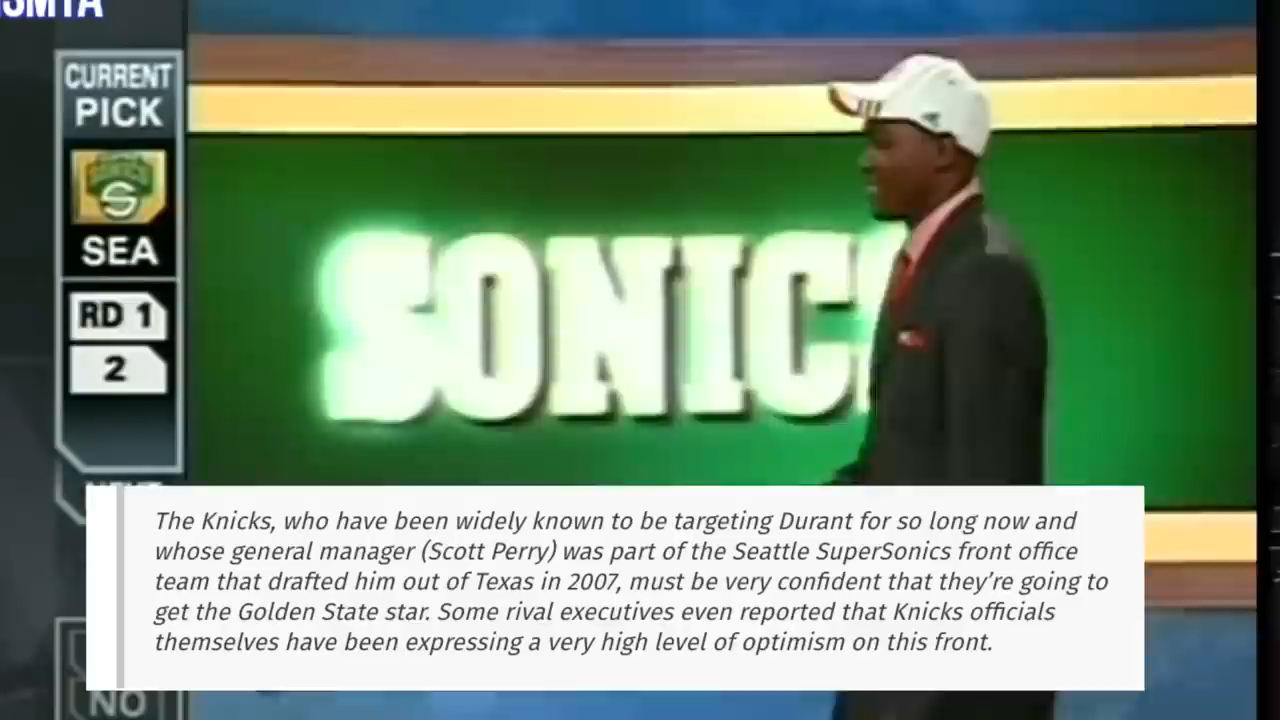 CURRENT
PICK
SEA
RD 1
2
SONIC
The Knicks, who have been widely known to be targeting Durant for so long now and
whose general manager (Scott Perry) was part of the Seattle SuperSonics front office
team that drafted him out of Texas in 2007, must be very confident that they're going to
get the Golden State star. Some rival executives even reported that Knicks officials
themselves have been expressing a very high level of optimism on this front.
NO